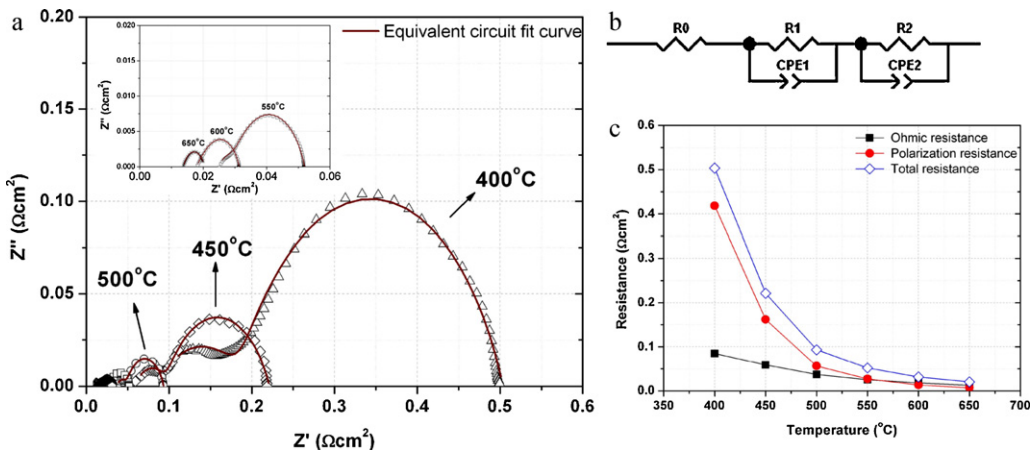 a
Equivalent circuit fit curve
Z'' (Ωcm²)
0.20
0.15
0.10
0.05
0.00
0.0 0.1 0.2 0.3 0.4 0.5 0.6
Z' (Ωcm²)
500°C
450°C
400°C
Z'' (Ωcm²)
0.020
0.015
0.010
0.005
0.000
0.00 0.02 0.04 0.06
Z' (Ωcm²)
650°C
600°C
550°C
b
R0 R1 R2
CPE1 CPE2
c
Ohmic resistance
Polarization resistance
Total resistance
Resistance (Ωcm²)
0.6
0.5
0.4
0.3
0.2
0.1
0.0
350 400 450 500 550 600 650 700
Temperature (°C)